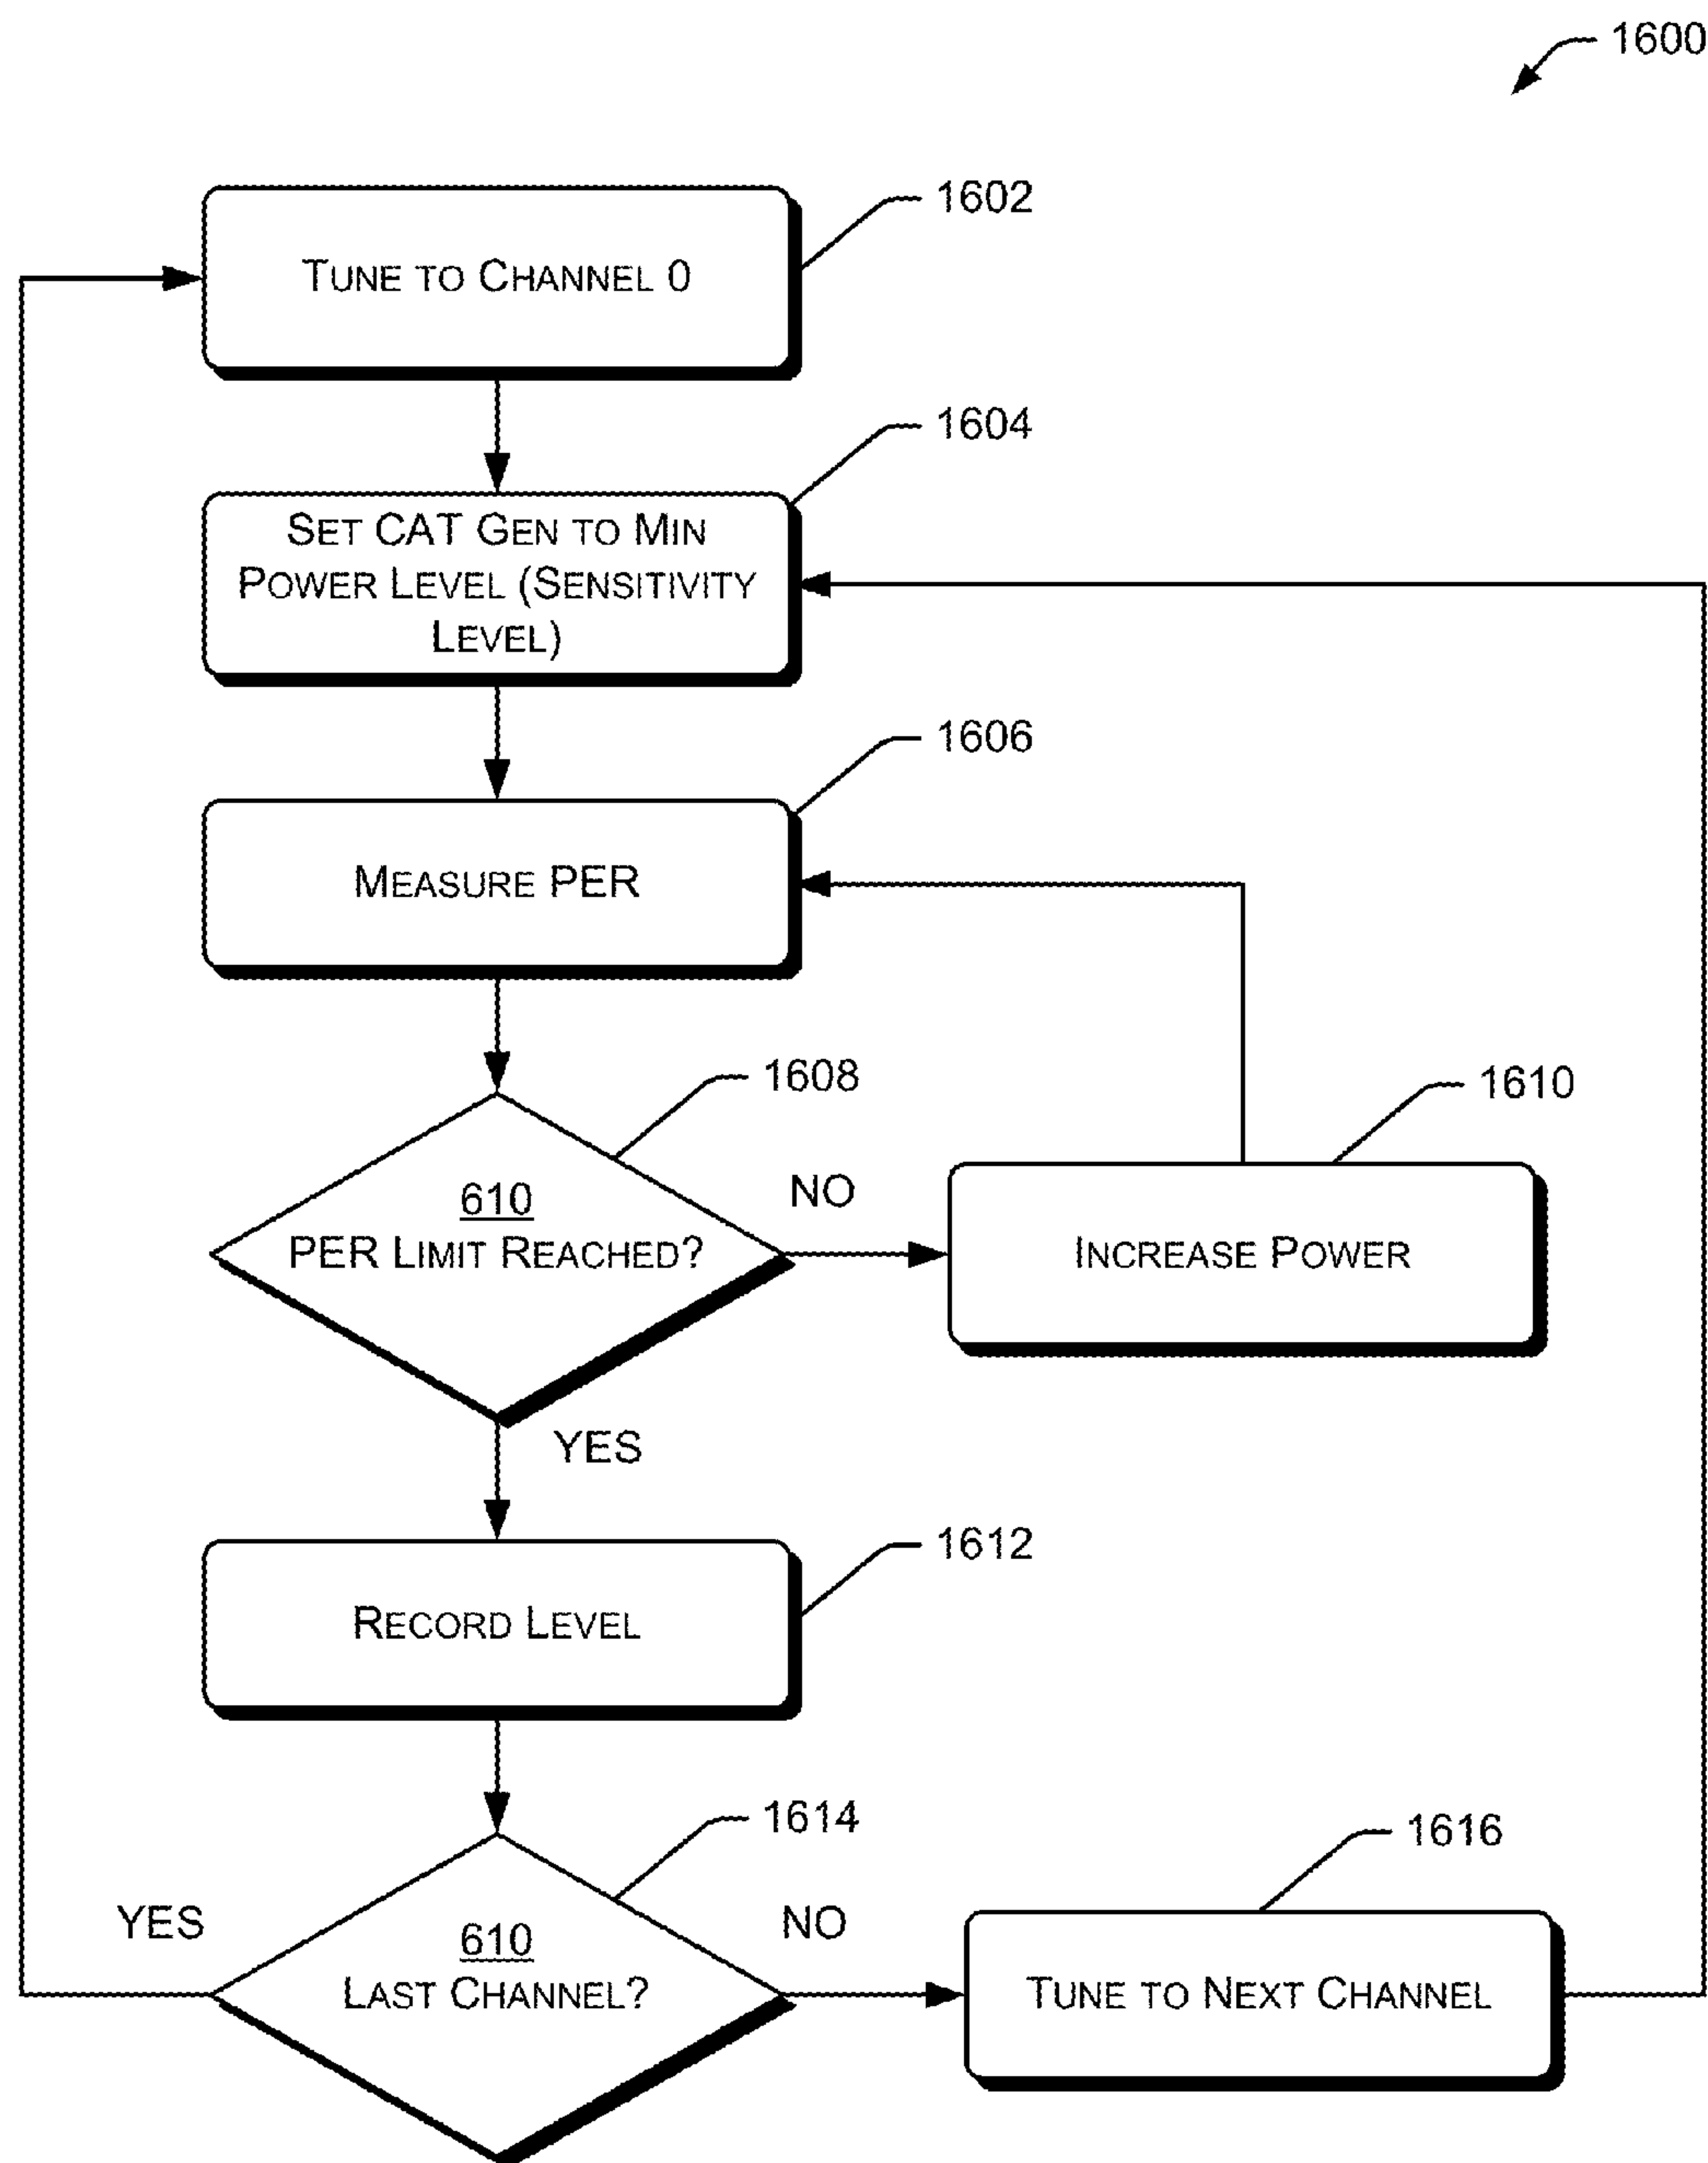 1600
1602
TUNE TO CHANNEL 0
1604
SET CAT GEN TO MIN
POWER LEVEL (SENSITIVITY
LEVEL)
1606
MEASURE PER
1608
610
PER LIMIT REACHED?
NO
1610
INCREASE POWER
YES
1612
RECORD LEVEL
1614
610
LAST CHANNEL?
YES
NO
1616
TUNE TO NEXT CHANNEL